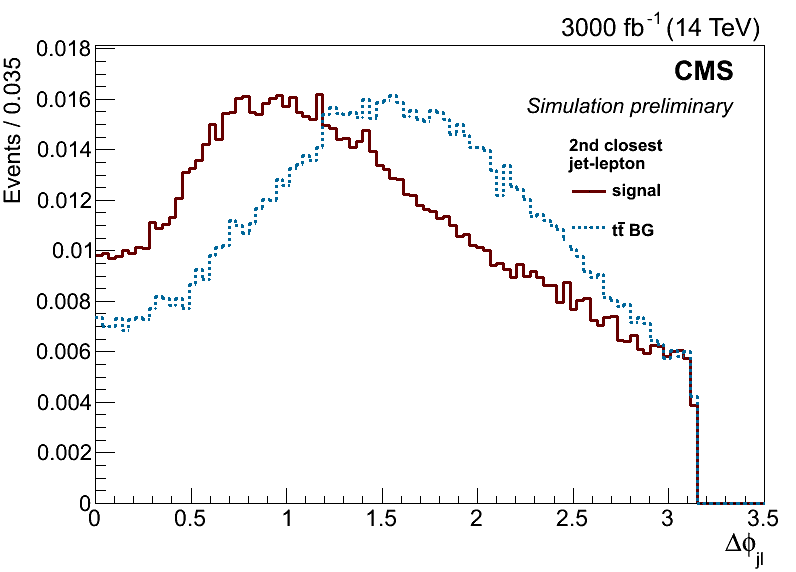 3000 fb⁻¹ (14 TeV)
CMS
Simulation preliminary
2nd closest
jet-lepton
signal
tt̄ BG
Events / 0.035
0.018
0.016
0.014
0.012
0.01
0.008
0.006
0.004
0.002
0
0 0.5 1 1.5 2 2.5 3 3.5
Δϕjl